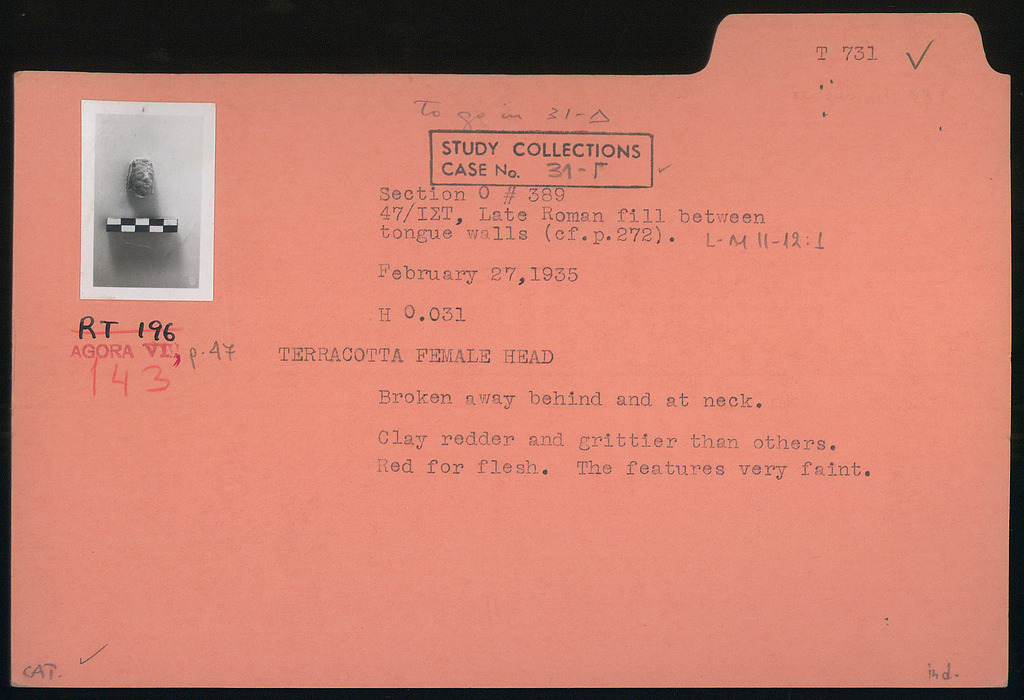 T 731 ✓
To go in 31-Δ
STUDY COLLECTIONS
CASE No. 31-Γ ✓
Section O # 389
47/ΙΣΤ, Late Roman fill between
tongue walls (cf.p.272). L-M 11-12:1
February 27,1935
H 0.031
RT 196
AGORA VI, p.47
143
TERRACOTTA FEMALE HEAD
Broken away behind and at neck.
Clay redder and grittier than others.
Red for flesh. The features very faint.
CAT. ✓
ind.